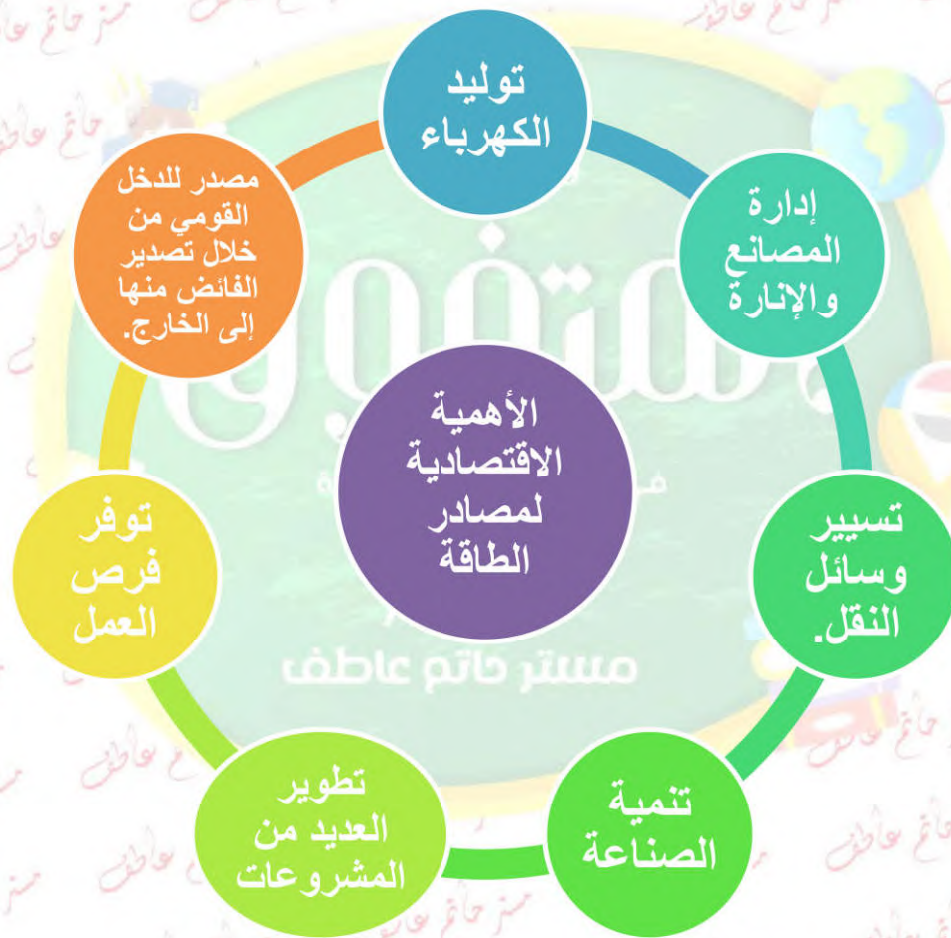 توليد
الكهرباء
إدارة
المصانع
والإنارة
تسيير
وسائل
النقل.
تنمية
الصناعة
تطوير
العديد من
المشروعات
توفر
فرص
العمل
مصدر للدخل
القومي من
خلال تصدير
الفائض منها
إلى الخارج.
الأهمية
الاقتصادية
لمصادر
الطاقة
مستر حاتم عاطف